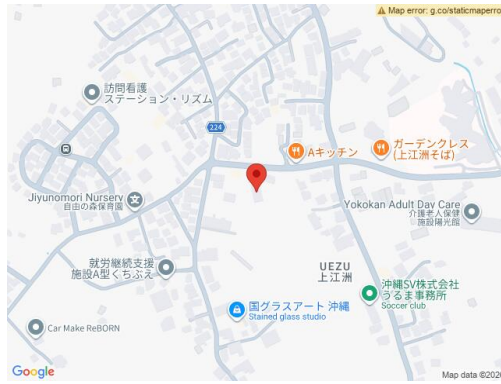 Map error: g.co/staticmaperro
訪問看護
ステーション・リズム
224
Aキッチン
ガーデンクレス
(上江洲そば)
Jiyunomori Nursery
自由の森保育園
Yokokan Adult Day Care
介護老人保健
施設陽光館
就労継続支援
施設A型くちぶえ
UEZU
上江洲
沖縄SV株式会社
うるま事務所
Soccer club
国グラスアート 沖縄
Stained glass studio
Car Make ReBORN
Google
Map data ©2026